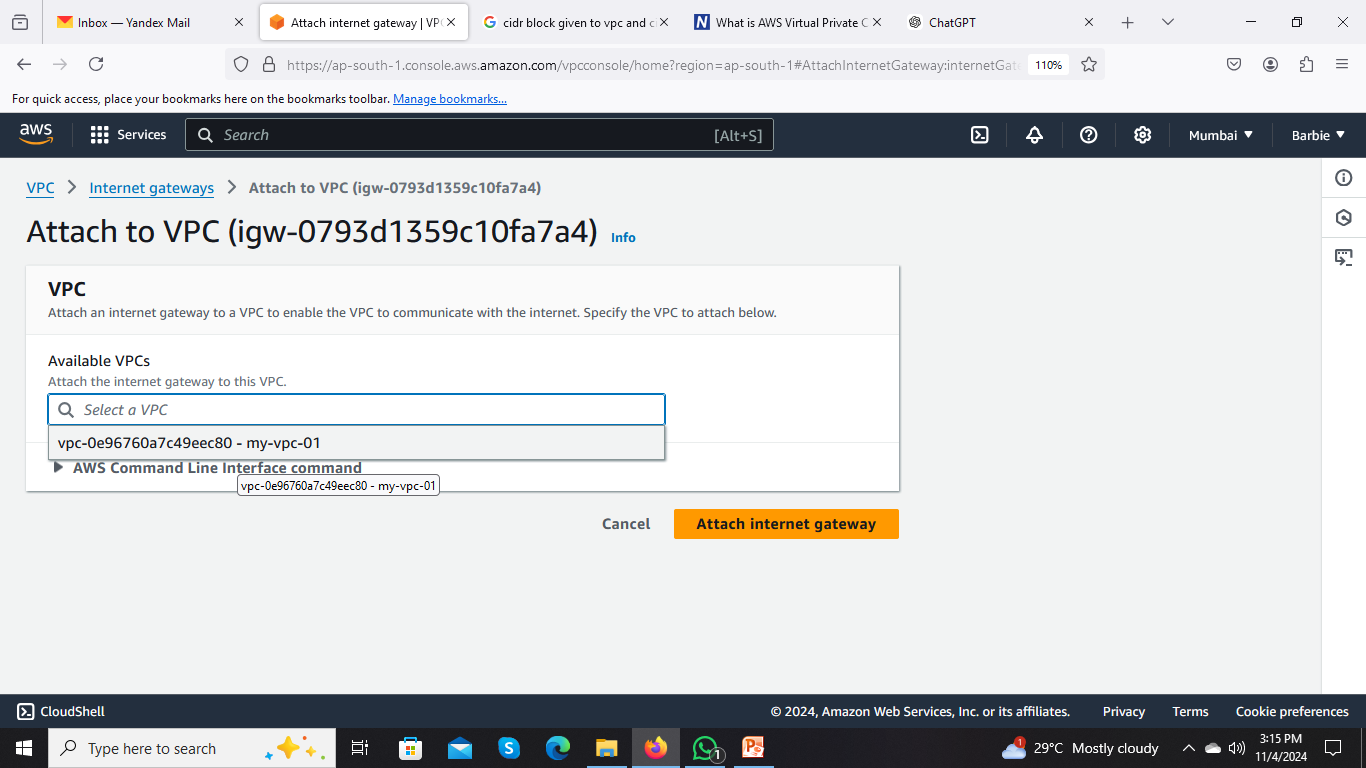 Inbox — Yandex Mail
Attach internet gateway | VPC
cidr block given to vpc and ci
What is AWS Virtual Private C
ChatGPT
https://ap-south-1.console.aws.amazon.com/vpcconsole/home?region=ap-south-1#AttachInternetGateway:internetGate
110%
For quick access, place your bookmarks here on the bookmarks toolbar. Manage bookmarks...
aws
Services
Search
[Alt+S]
Mumbai
Barbie
VPC
Internet gateways
Attach to VPC (igw-0793d1359c10fa7a4)
Attach to VPC (igw-0793d1359c10fa7a4) Info
VPC
Attach an internet gateway to a VPC to enable the VPC to communicate with the internet. Specify the VPC to attach below.
Available VPCs
Attach the internet gateway to this VPC.
Select a VPC
vpc-0e96760a7c49eec80 - my-vpc-01
AWS Command Line Interface command
vpc-0e96760a7c49eec80 - my-vpc-01
Cancel
Attach internet gateway
CloudShell
© 2024, Amazon Web Services, Inc. or its affiliates.
Privacy
Terms
Cookie preferences
Type here to search
1
1
29°C Mostly cloudy
3:15 PM
11/4/2024